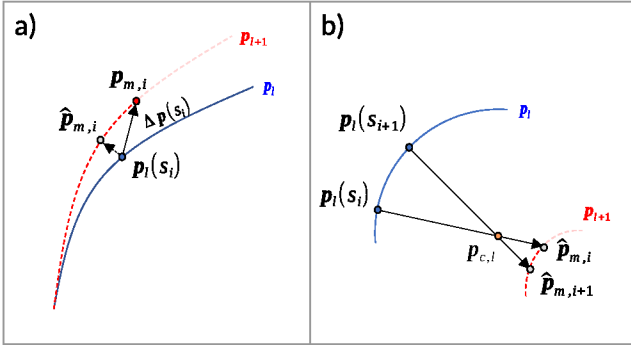 a)
p_{l+1}
p_{m,i}
p_l
Δp(s_i)
p̂_{m,i}
p_l(s_i)
b)
p_l
p_l(s_{i+1})
p_l(s_i)
p_{l+1}
p_{c,l}
p̂_{m,i}
p̂_{m,i+1}